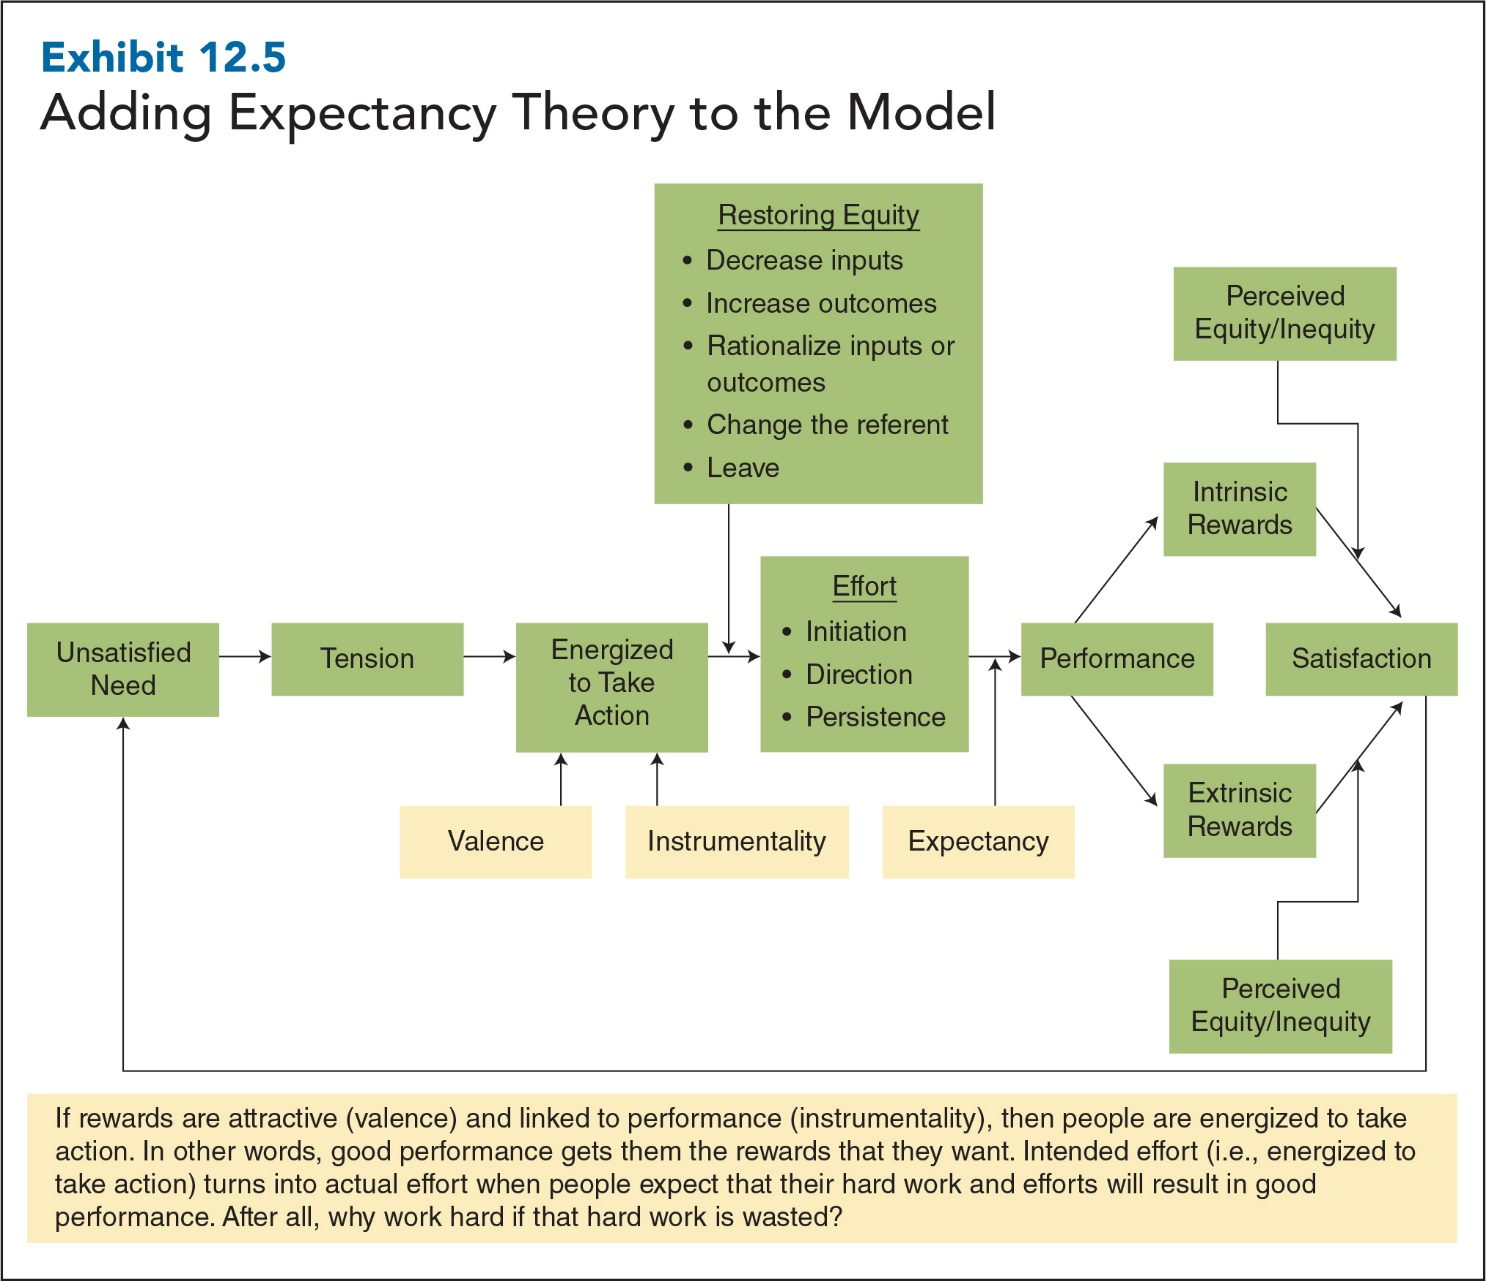 Exhibit 12.5
Adding Expectancy Theory to the Model
Restoring Equity
• Decrease inputs
• Increase outcomes
• Rationalize inputs or
outcomes
• Change the referent
• Leave
Perceived
Equity/Inequity
Intrinsic
Rewards
Unsatisfied
Need
Tension
Energized
to Take
Action
Effort
• Initiation
• Direction
• Persistence
Performance
Satisfaction
Valence
Instrumentality
Expectancy
Extrinsic
Rewards
Perceived
Equity/Inequity
If rewards are attractive (valence) and linked to performance (instrumentality), then people are energized to take
action. In other words, good performance gets them the rewards that they want. Intended effort (i.e., energized to
take action) turns into actual effort when people expect that their hard work and efforts will result in good
performance. After all, why work hard if that hard work is wasted?